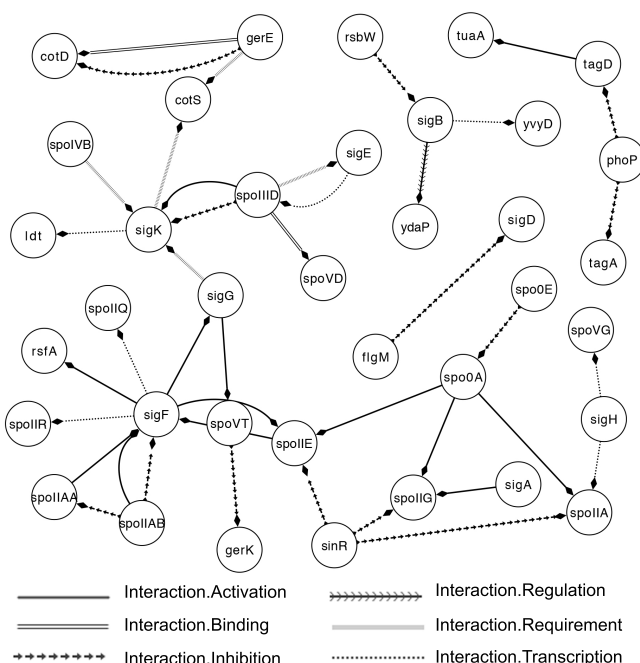 gerE
rsbW
tuaA
cotD
tagD
cotS
sigB
yvyD
spoIVB
sigE
phoP
spoIIID
ldt
sigK
sigD
ydaP
spoVD
tagA
sigG
spo0E
spoIIQ
spoVG
rsfA
flgM
spo0A
sigF
spoVT
spoIIR
sigH
spoIIE
spoIIAA
spoIIG
sigA
spoIIAB
spoIIA
gerK
sinR
Interaction.Activation
Interaction.Regulation
Interaction.Binding
Interaction.Requirement
Interaction.Inhibition
Interaction.Transcription